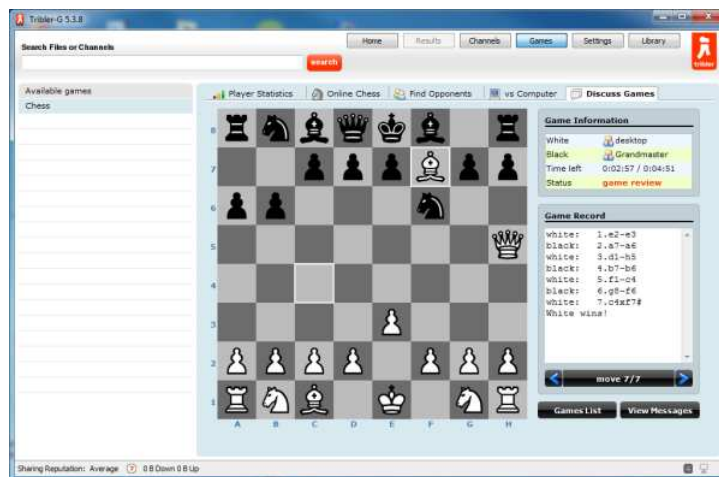 Tribler-G 5.3.8
Search Files or Channels
Home Results Channels Games Settings Library
search
tribler
Available games
Chess
Player Statistics Online Chess Find Opponents vs Computer Discuss Games
8
7
6
5
4
3
2
1
A B C D E F G H
Game Information
White desktop
Black Grandmaster
Time left 0:02:57 / 0:04:51
Status game review
Game Record
white: 1.e2-e3
black: 2.a7-a6
white: 3.d1-h5
black: 4.b7-b6
white: 5.f1-c4
black: 6.g8-f6
white: 7.c4xf7#
White wins!
move 7/7
Games List View Messages
Sharing Reputation: Average ? 0 B Down 0 B Up